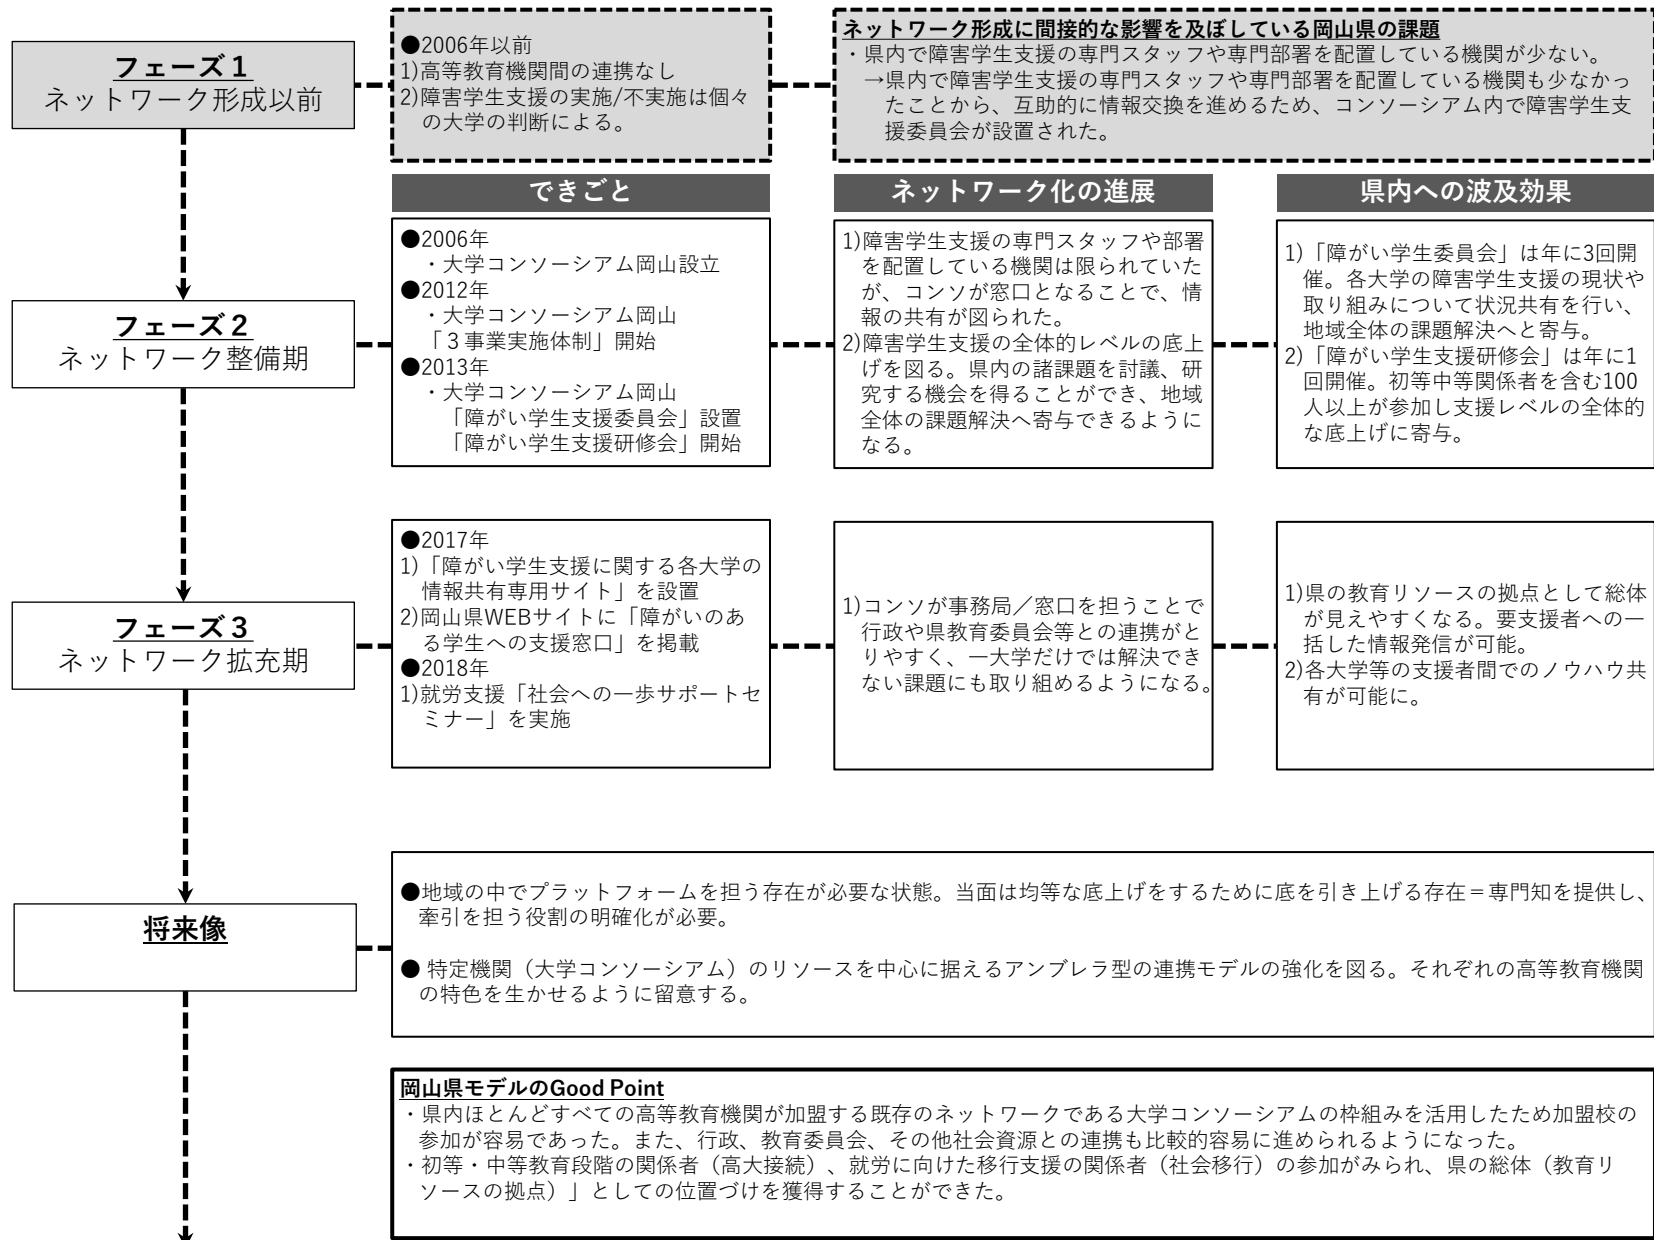 フェーズ１
ネットワーク形成以前
●2006年以前
1)高等教育機関間の連携なし
2)障害学生支援の実施/不実施は個々
の大学の判断による。
ネットワーク形成に間接的な影響を及ぼしている岡山県の課題
・県内で障害学生支援の専門スタッフや専門部署を配置している機関が少ない。
→県内で障害学生支援の専門スタッフや専門部署を配置している機関も少なかっ
たことから、互助的に情報交換を進めるため、コンソーシアム内で障害学生支
援委員会が設置された。
できごと
ネットワーク化の進展
県内への波及効果
フェーズ２
ネットワーク整備期
●2006年
・大学コンソーシアム岡山設立
●2012年
・大学コンソーシアム岡山
「３事業実施体制」開始
●2013年
・大学コンソーシアム岡山
「障がい学生支援委員会」設置
「障がい学生支援研修会」開始
1)障害学生支援の専門スタッフや部署
を配置している機関は限られていた
が、コンソが窓口となることで、情
報の共有が図られた。
2)障害学生支援の全体的レベルの底上
げを図る。県内の諸課題を討議、研
究する機会を得ることができ、地域
全体の課題解決へ寄与できるように
なる。
1)「障がい学生委員会」は年に3回開
催。各大学の障害学生支援の現状や
取り組みについて状況共有を行い、
地域全体の課題解決へと寄与。
2)「障がい学生支援研修会」は年に1
回開催。初等中等関係者を含む100
人以上が参加し支援レベルの全体的
な底上げに寄与。
フェーズ３
ネットワーク拡充期
●2017年
1)「障がい学生支援に関する各大学の
情報共有専用サイト」を設置
2)岡山県WEBサイトに「障がいのあ
る学生への支援窓口」を掲載
●2018年
1)就労支援「社会への一歩サポートセ
ミナー」を実施
1)コンソが事務局／窓口を担うことで
行政や県教育委員会等との連携がと
りやすく、一大学だけでは解決でき
ない課題にも取り組めるようになる。
1)県の教育リソースの拠点として総体
が見えやすくなる。要支援者への一
括した情報発信が可能。
2)各大学等の支援者間でのノウハウ共
有が可能に。
将来像
●地域の中でプラットフォームを担う存在が必要な状態。当面は均等な底上げをするために底を引き上げる存在＝専門知を提供し、
牽引を担う役割の明確化が必要。
● 特定機関（大学コンソーシアム）のリソースを中心に据えるアンブレラ型の連携モデルの強化を図る。それぞれの高等教育機関
の特色を生かせるように留意する。
岡山県モデルのGood Point
・県内ほとんどすべての高等教育機関が加盟する既存のネットワークである大学コンソーシアムの枠組みを活用したため加盟校の
参加が容易であった。また、行政、教育委員会、その他社会資源との連携も比較的容易に進められるようになった。
・初等・中等教育段階の関係者（高大接続）、就労に向けた移行支援の関係者（社会移行）の参加がみられ、県の総体（教育リ
ソースの拠点）」としての位置づけを獲得することができた。